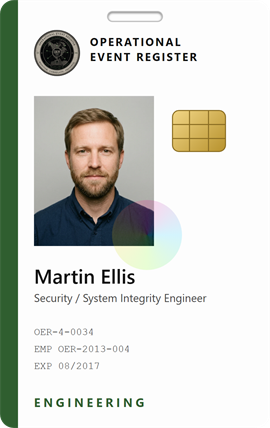 OPERATIONAL
EVENT REGISTER
Martin Ellis
Security / System Integrity Engineer
OER-4-0034
EMP OER-2013-004
EXP 08/2017
ENGINEERING